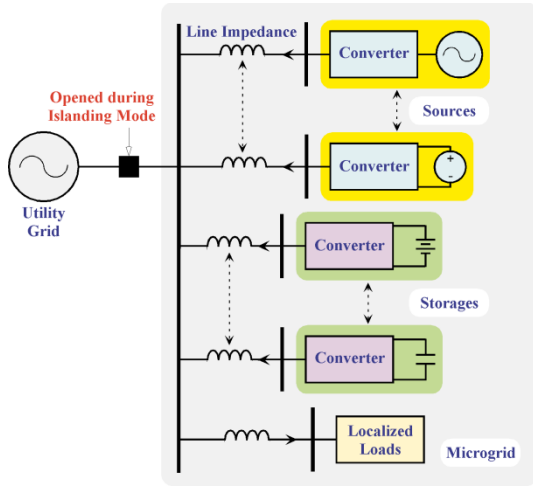 Line Impedance
Converter
Opened during
Islanding Mode
Sources
Converter
+
-
Utility
Grid
Converter
Storages
Converter
Localized
Loads
Microgrid